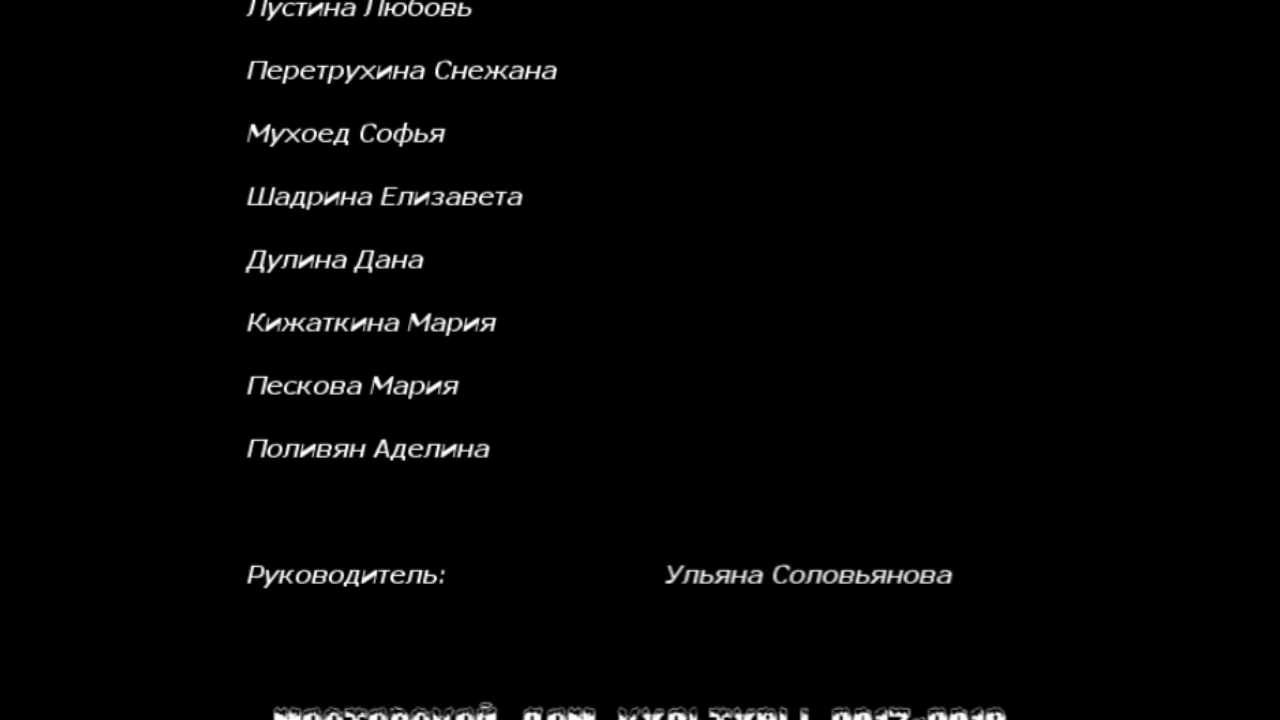 Лустина Любовь
Перетрухина Снежана
Мухоед Софья
Шадрина Елизавета
Дулина Дана
Кижаткина Мария
Пескова Мария
Поливян Аделина
Руководитель: Ульяна Соловьянова